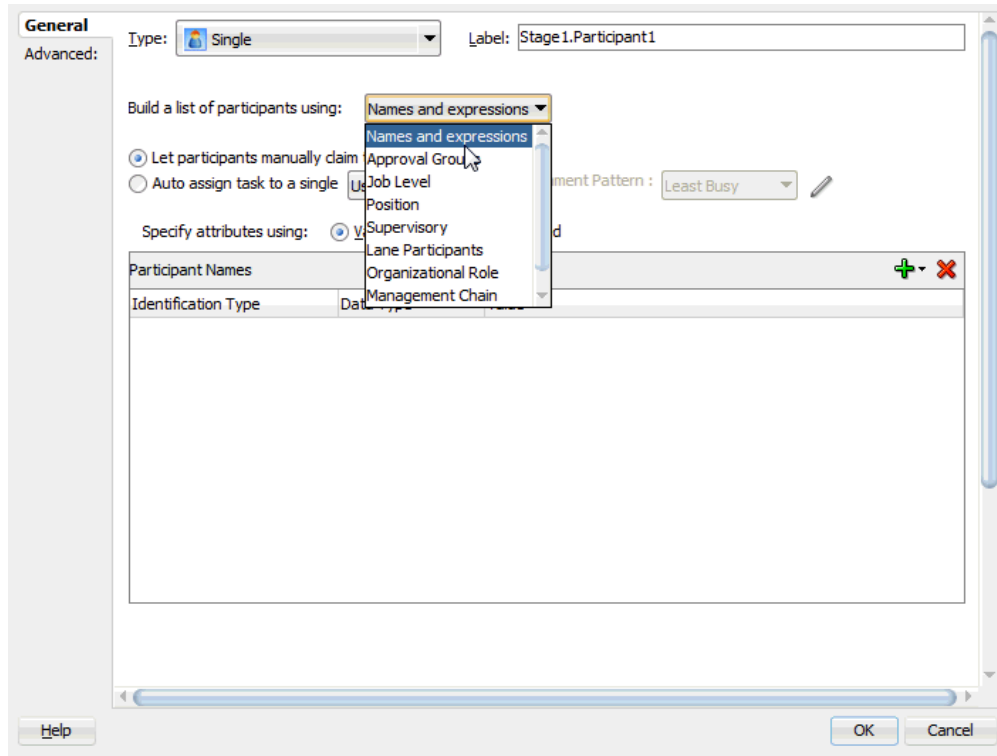 General
Advanced:
Type: Single Label: Stage1.Participant1
Build a list of participants using: Names and expressions
Names and expressions
Let participants manually claim
Approval Grou
Auto assign task to a single
Job Level
Pattern : Least Busy
Position
Specify attributes using:
Supervisory
Lane Participants
Participant Names
Organizational Role
Identification Type
Management Chain
Help OK Cancel